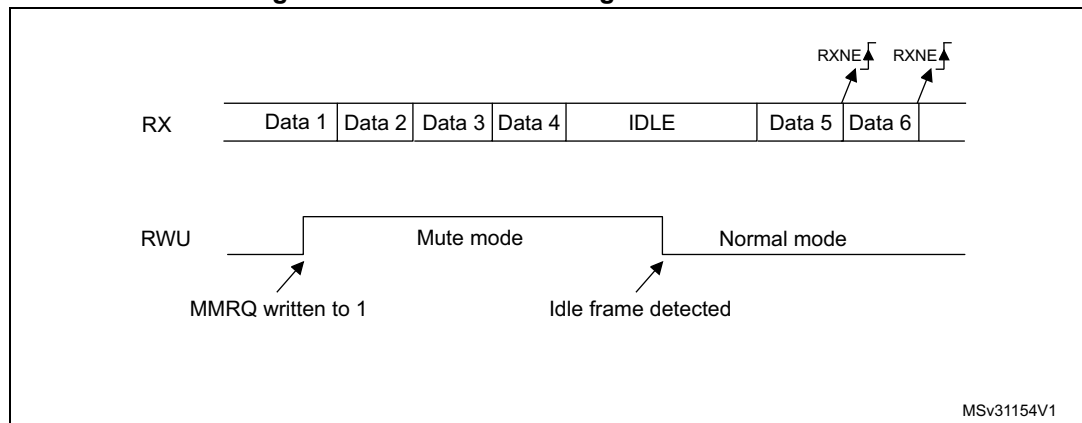 RXNE RXNE
RX Data 1 Data 2 Data 3 Data 4 IDLE Data 5 Data 6
RWU Mute mode Normal mode
MMRQ written to 1 Idle frame detected
MSv31154V1